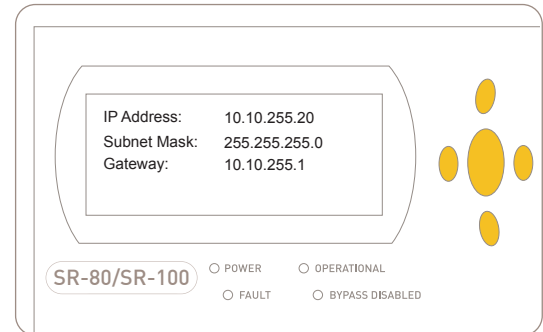 IP Address: 10.10.255.20
Subnet Mask: 255.255.255.0
Gateway: 10.10.255.1
SR-80/SR-100
POWER OPERATIONAL
FAULT BYPASS DISABLED